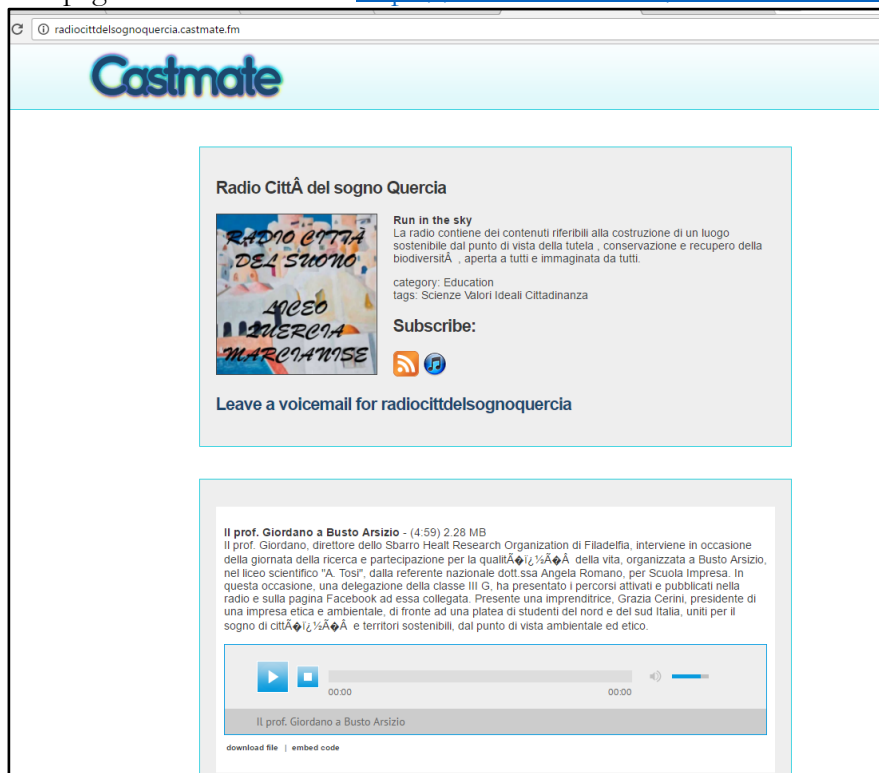 radiocittdelsognoquercia.castmate.fm
Castmate
Radio CittÂ del sogno Quercia
RADIO CITTÀ
DEL SUONO
LICEO
QUERCIA
MARCIANISE
Run in the sky
La radio contiene dei contenuti riferibili alla costruzione di un luogo
sostenibile dal punto di vista della tutela , conservazione e recupero della
biodiversitÂ , aperta a tutti e immaginata da tutti.
category: Education
tags: Scienze Valori Ideali Cittadinanza
Subscribe:
Leave a voicemail for radiocittdelsognoquercia
Il prof. Giordano a Busto Arsizio - (4:59) 2.28 MB
Il prof. Giordano, direttore dello Sbarro Healt Research Organization di Filadelfia, interviene in occasione
della giornata della ricerca e partecipazione per la qualitÃ�ï¿½Ã�Â della vita, organizzata a Busto Arsizio,
nel liceo scientifico "A. Tosi", dalla referente nazionale dott.ssa Angela Romano, per Scuola Impresa. In
questa occasione, una delegazione della classe III G, ha presentato i percorsi attivati e pubblicati nella
radio e sulla pagina Facebook ad essa collegata. Presente una imprenditrice, Grazia Cerini, presidente di
una impresa etica e ambientale, di fronte ad una platea di studenti del nord e del sud Italia, uniti per il
sogno di cittÃ�ï¿½Ã�Â e territori sostenibili, dal punto di vista ambientale ed etico.
00:00 00:00
Il prof. Giordano a Busto Arsizio
download file | embed code